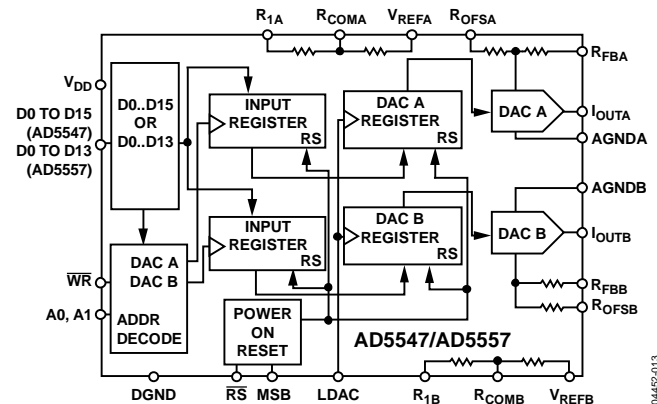 R1A RCOMA VREFA ROFSA
RFBA
VDD
D0 TO D15
(AD5547)
D0 TO D13
(AD5557)
D0..D15
OR
D0..D13
INPUT
REGISTER
RS
DAC A
REGISTER
RS
DAC A
IOUTA
AGNDA
INPUT
REGISTER
RS
DAC B
REGISTER
RS
AGNDB
DAC B
IOUTB
RFBB
ROFSB
WR
A0, A1
DAC A
DAC B
ADDR
DECODE
POWER
ON
RESET
AD5547/AD5557
DGND RS MSB LDAC R1B RCOMB VREFB
04452-013